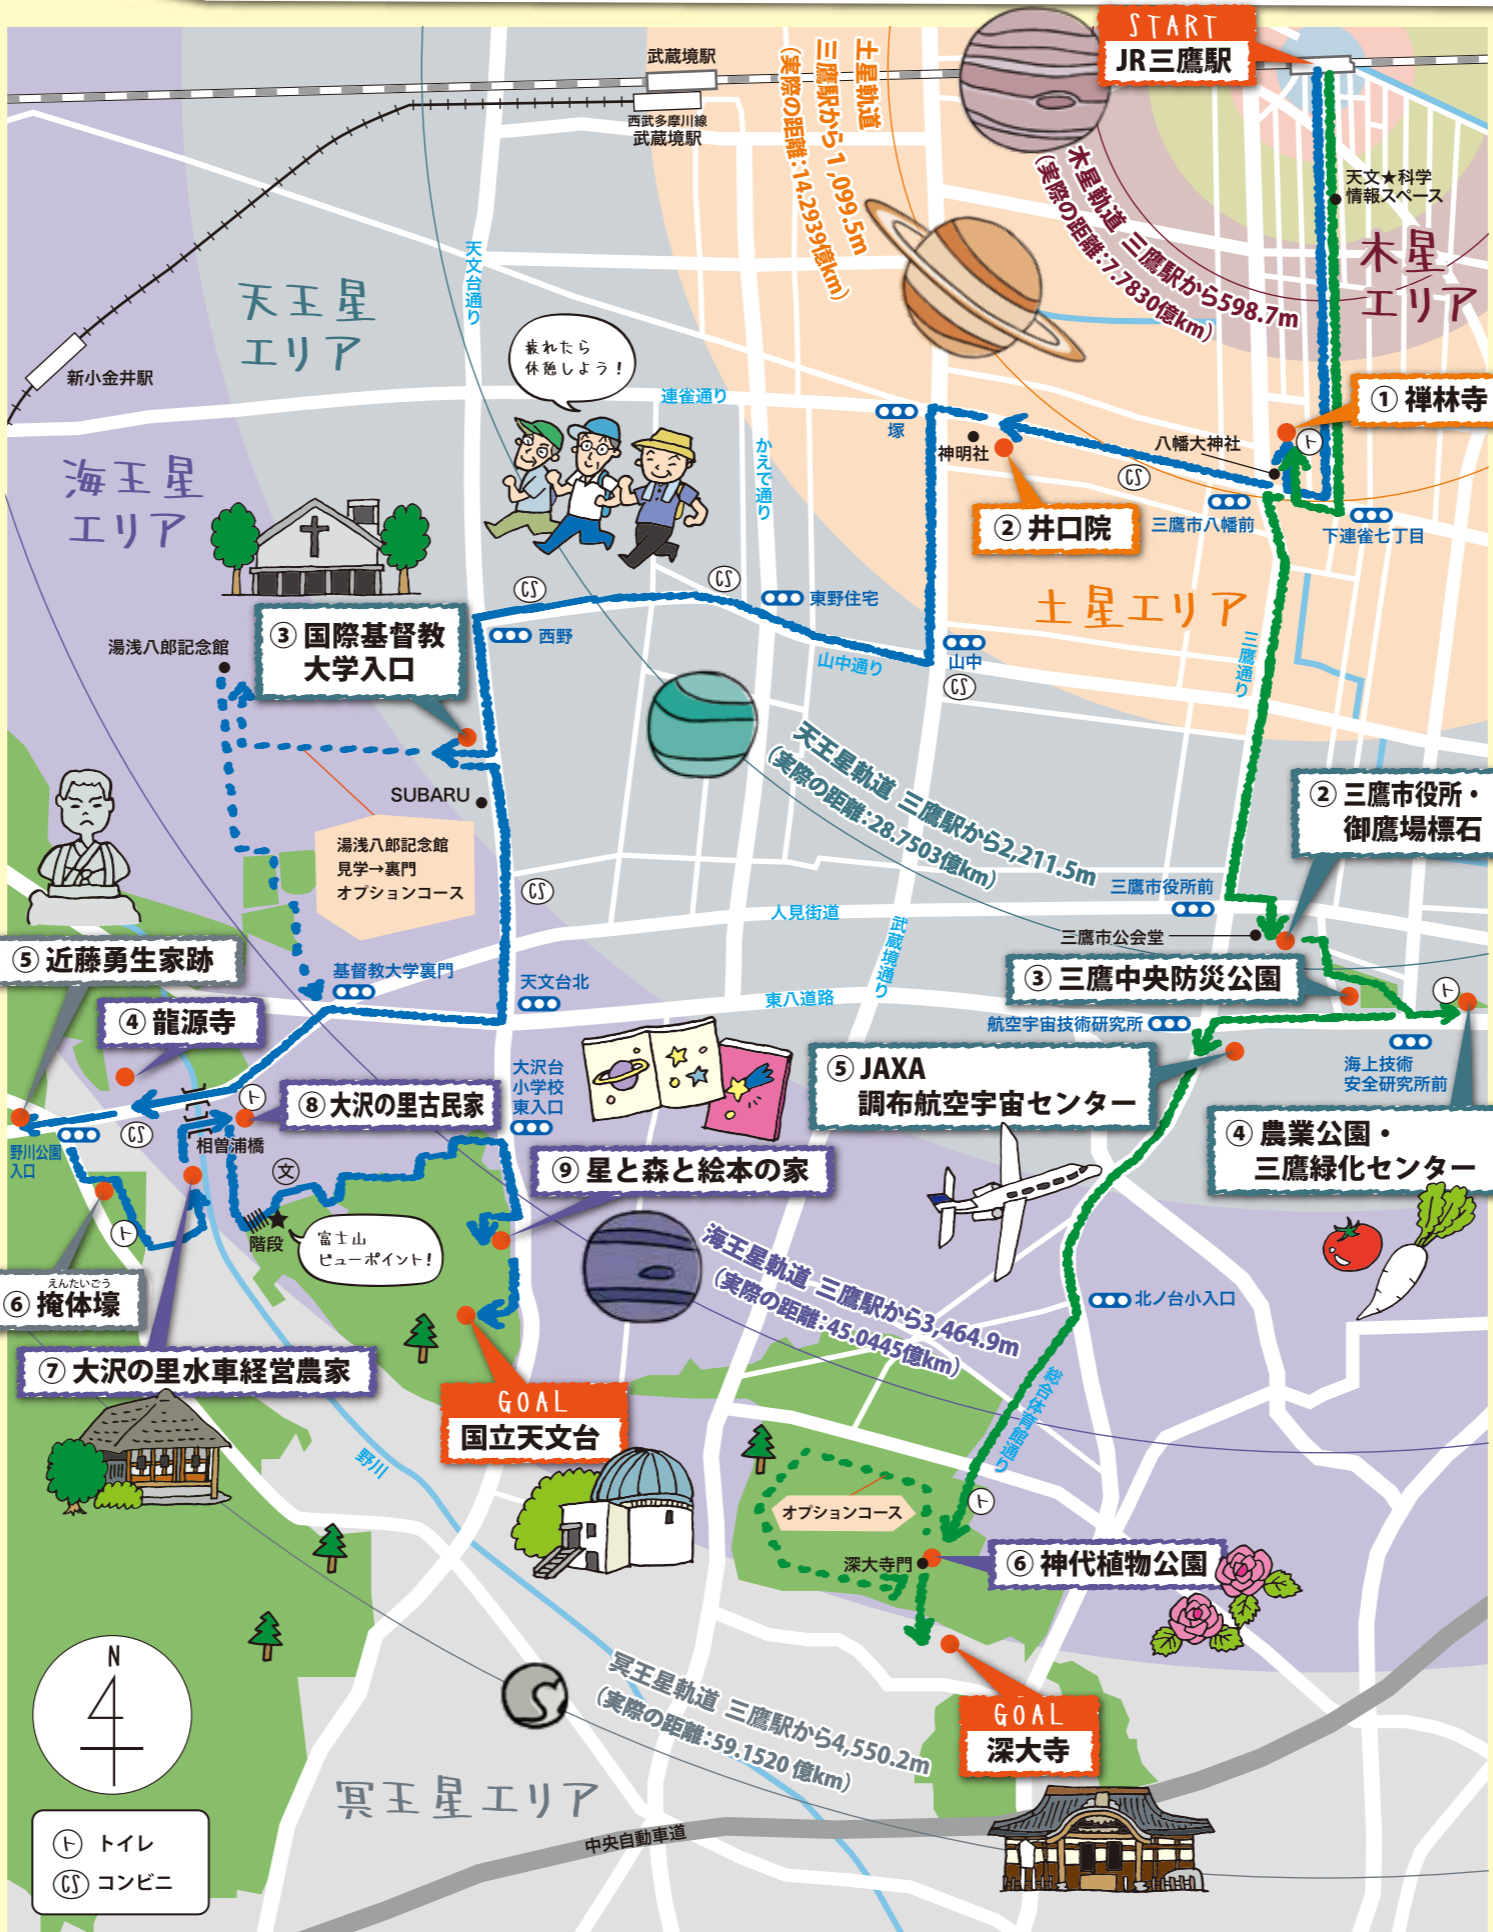 START
JR三鷹駅
武蔵境駅
西武多摩川線
武蔵境駅
土星軌道
三鷹駅から1,099.5m
(実際の距離:14.2939億km)
木星軌道 三鷹駅から598.7m
(実際の距離:7.7830億km)
天文★科学
情報スペース
木星
エリア
天文台通り
天王星
エリア
新小金井駅
疲れたら
休憩しよう!
連雀通り
塚
神明社
八幡大神社
① 禅林寺
ト
CS
かえで通り
② 井口院
三鷹市八幡前
下連雀七丁目
海王星
エリア
CS
CS
東野住宅
土星エリア
③ 国際基督教
大学入口
西野
湯浅八郎記念館
山中通り
山中
CS
三鷹通り
SUBARU
天王星軌道 三鷹駅から2,211.5m
(実際の距離:28.7503億km)
② 三鷹市役所・
御鷹場標石
湯浅八郎記念館
見学→裏門
オプションコース
CS
三鷹市役所前
人見街道
武蔵境通り
三鷹市公会堂
⑤ 近藤勇生家跡
基督教大学裏門
天文台北
③ 三鷹中央防災公園
ト
東八道路
④ 龍源寺
航空宇宙技術研究所
海上技術
安全研究所前
大沢台
小学校
東入口
⑤ JAXA
調布航空宇宙センター
ト
⑧ 大沢の里古民家
④ 農業公園・
三鷹緑化センター
CS
相曽浦橋
野川公園
入口
文
⑨ 星と森と絵本の家
ト
階段
富士山
ビューポイント!
海王星軌道 三鷹駅から3,464.9m
(実際の距離:45.0445億km)
えんたいごう
⑥ 掩体壕
北ノ台小入口
⑦ 大沢の里水車経営農家
GOAL
国立天文台
総合体育館通り
野川
オプションコース
ト
深大寺門
⑥ 神代植物公園
N
冥王星軌道 三鷹駅から4,550.2m
(実際の距離:59.1520 億km)
GOAL
深大寺
冥王星エリア
中央自動車道
ト トイレ
CS コンビニ